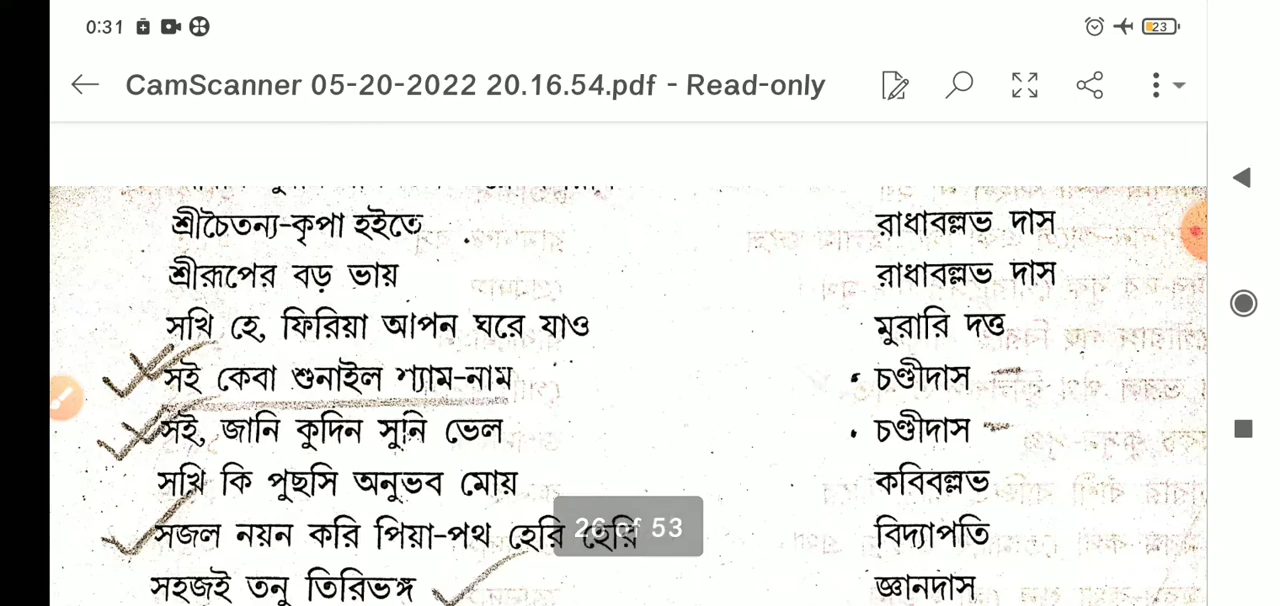 0:31 23
CamScanner 05-20-2022 20.16.54.pdf - Read-only
শ্রীচৈতন্য-কৃপা হইতে রাধাবল্লভ দাস
শ্রীরূপের বড় ভায় রাধাবল্লভ দাস
সখি হে, ফিরিয়া আপন ঘরে যাও মুরারি দত্ত
সই কেবা শুনাইল শ্যাম-নাম চণ্ডীদাস
সই, জানি কুদিন সুনি ভেল চণ্ডীদাস
সখি কি পুছসি অনুভব মোয় কবিবল্লভ
সজল নয়ন করি পিয়া-পথ হেরি হেরি বিদ্যাপতি
26 of 53
সহজই তনু তিরিভঙ্গ জ্ঞানদাস